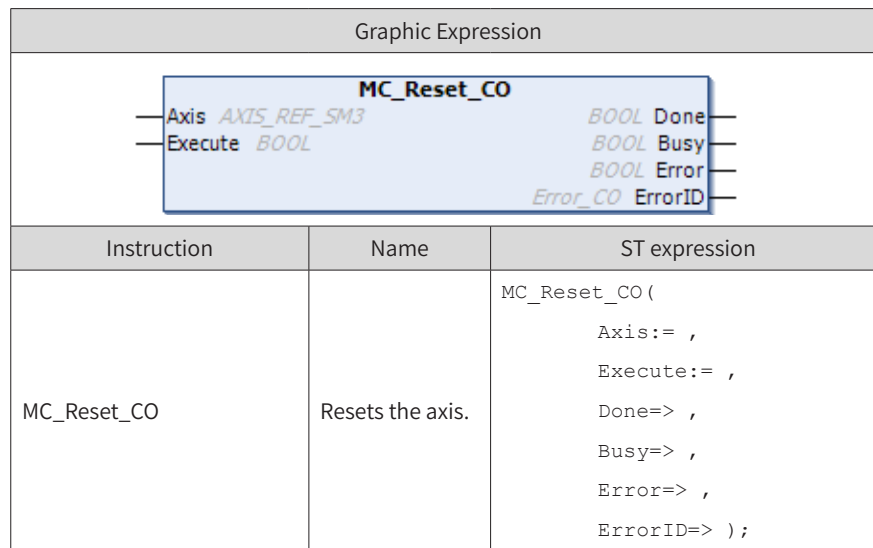 Graphic Expression
MC_Reset_CO
Axis AXIS_REF_SM3 BOOL Done
Execute BOOL BOOL Busy
BOOL Error
Error_CO ErrorID
Instruction Name ST expression
MC_Reset_CO Resets the axis.
MC_Reset_CO(
Axis:= ,
Execute:= ,
Done=> ,
Busy=> ,
Error=> ,
ErrorID=> );